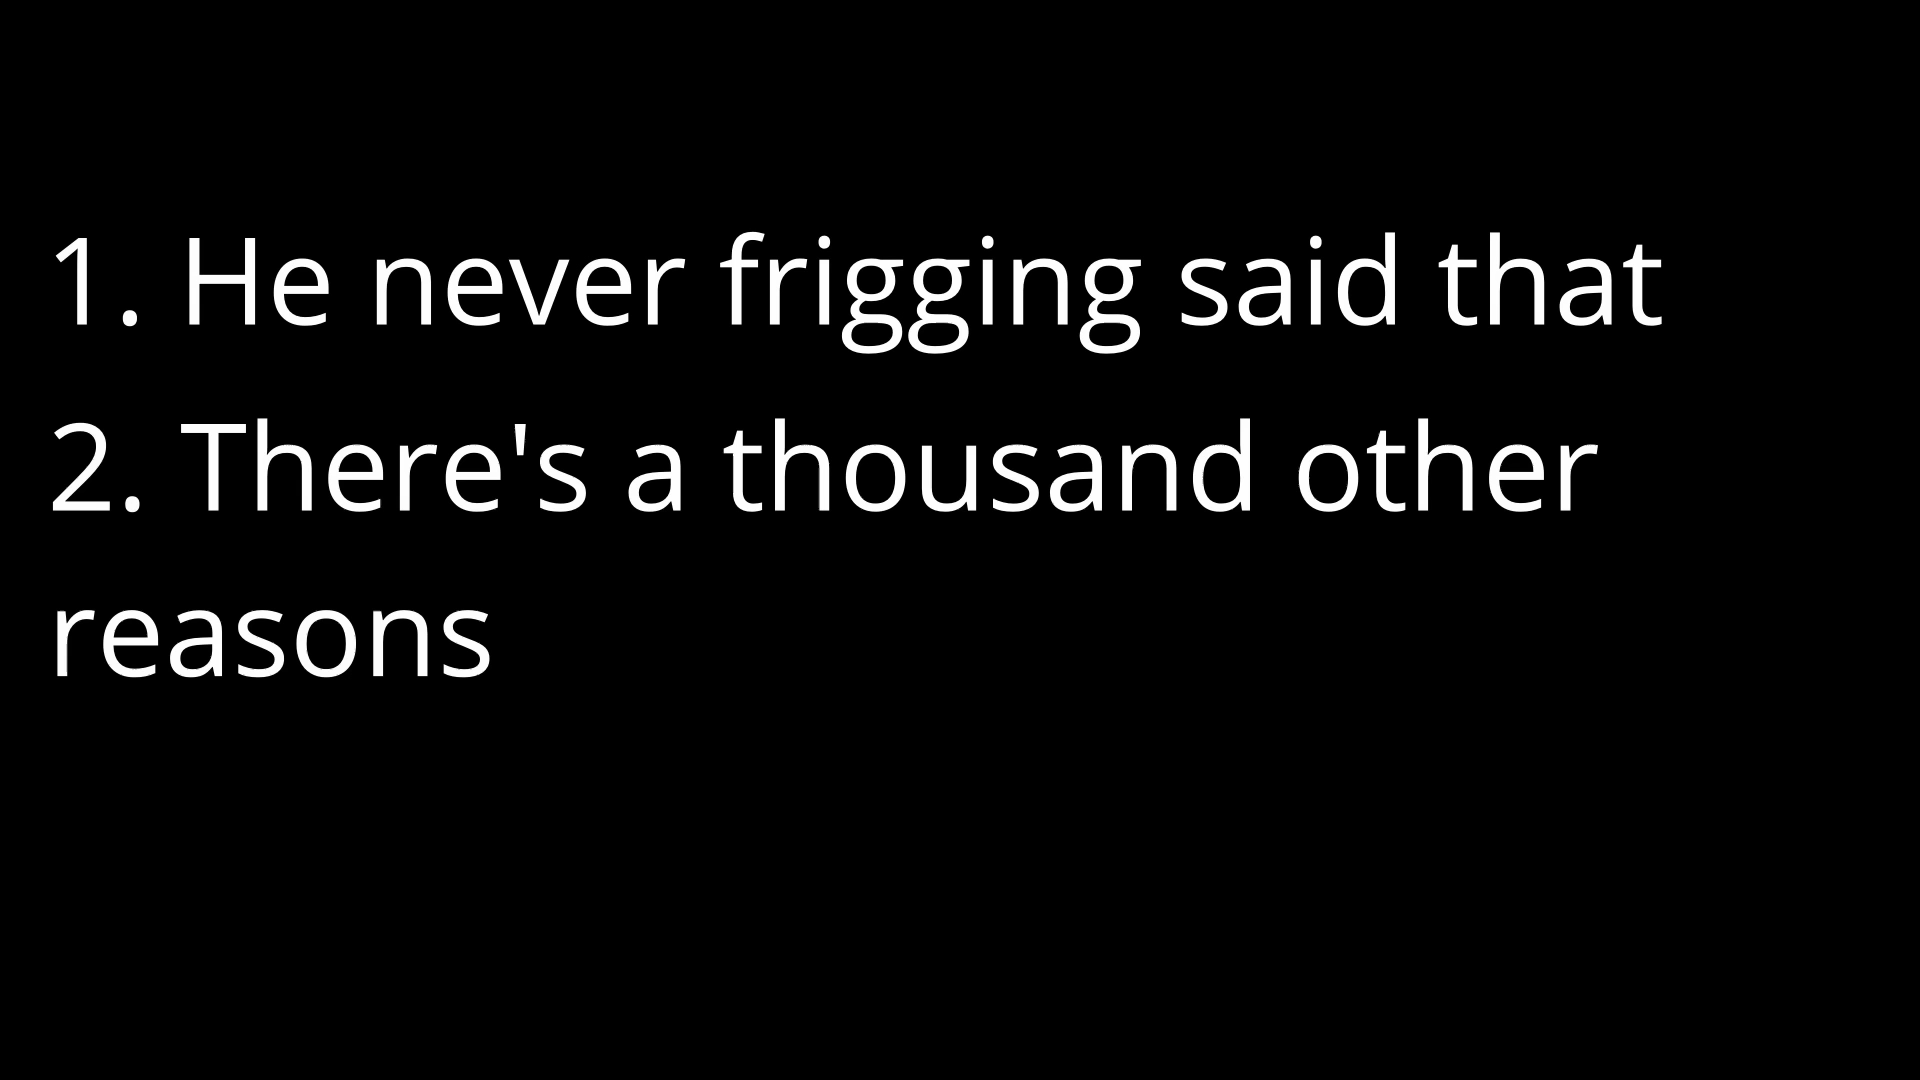 1. He never frigging said that
2. There's a thousand other
reasons